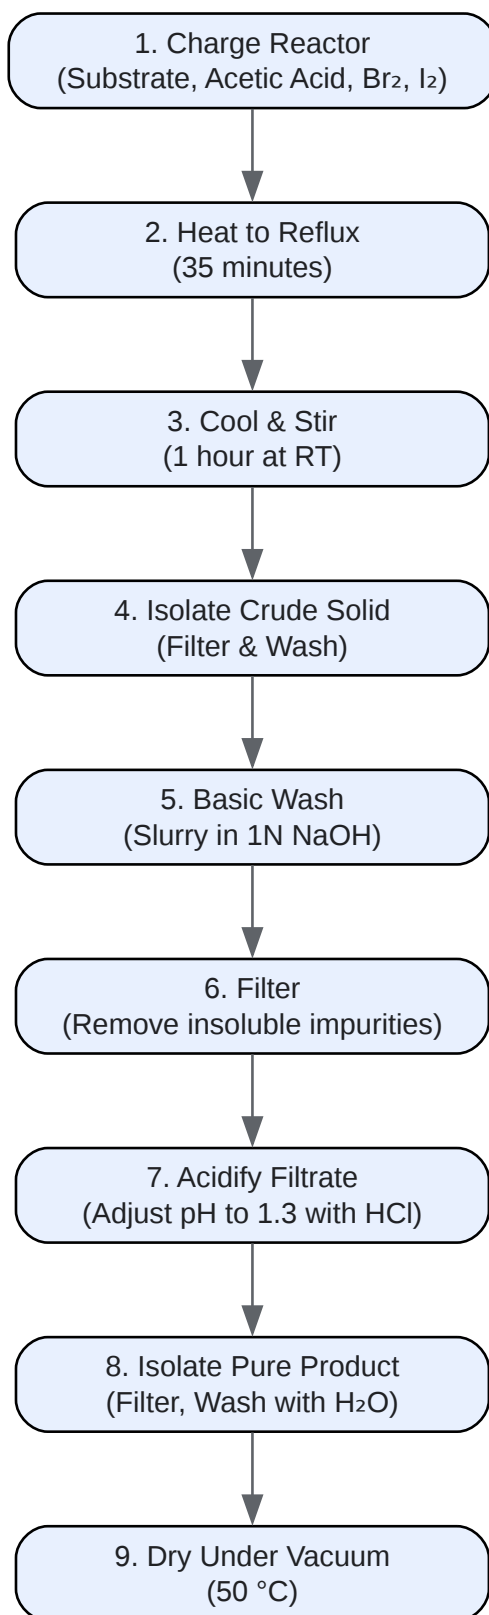 1. Charge Reactor
(Substrate, Acetic Acid, Br₂, I₂)
2. Heat to Reflux
(35 minutes)
3. Cool & Stir
(1 hour at RT)
4. Isolate Crude Solid
(Filter & Wash)
5. Basic Wash
(Slurry in 1N NaOH)
6. Filter
(Remove insoluble impurities)
7. Acidify Filtrate
(Adjust pH to 1.3 with HCl)
8. Isolate Pure Product
(Filter, Wash with H₂O)
9. Dry Under Vacuum
(50 °C)